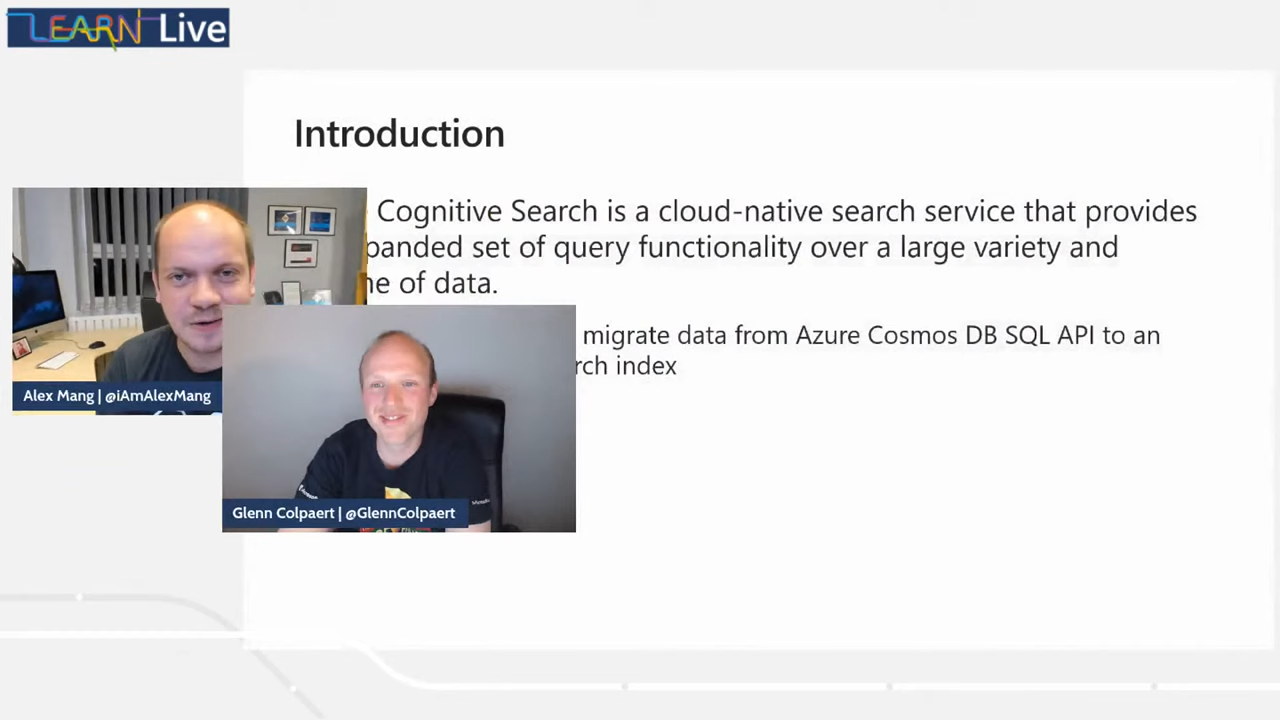 LEARN Live
Introduction
Cognitive Search is a cloud-native search service that provides
panded set of query functionality over a large variety and
me of data.
migrate data from Azure Cosmos DB SQL API to an
rch index
Alex Mang | @iAmAlexMang
Glenn Colpaert | @GlennColpaert